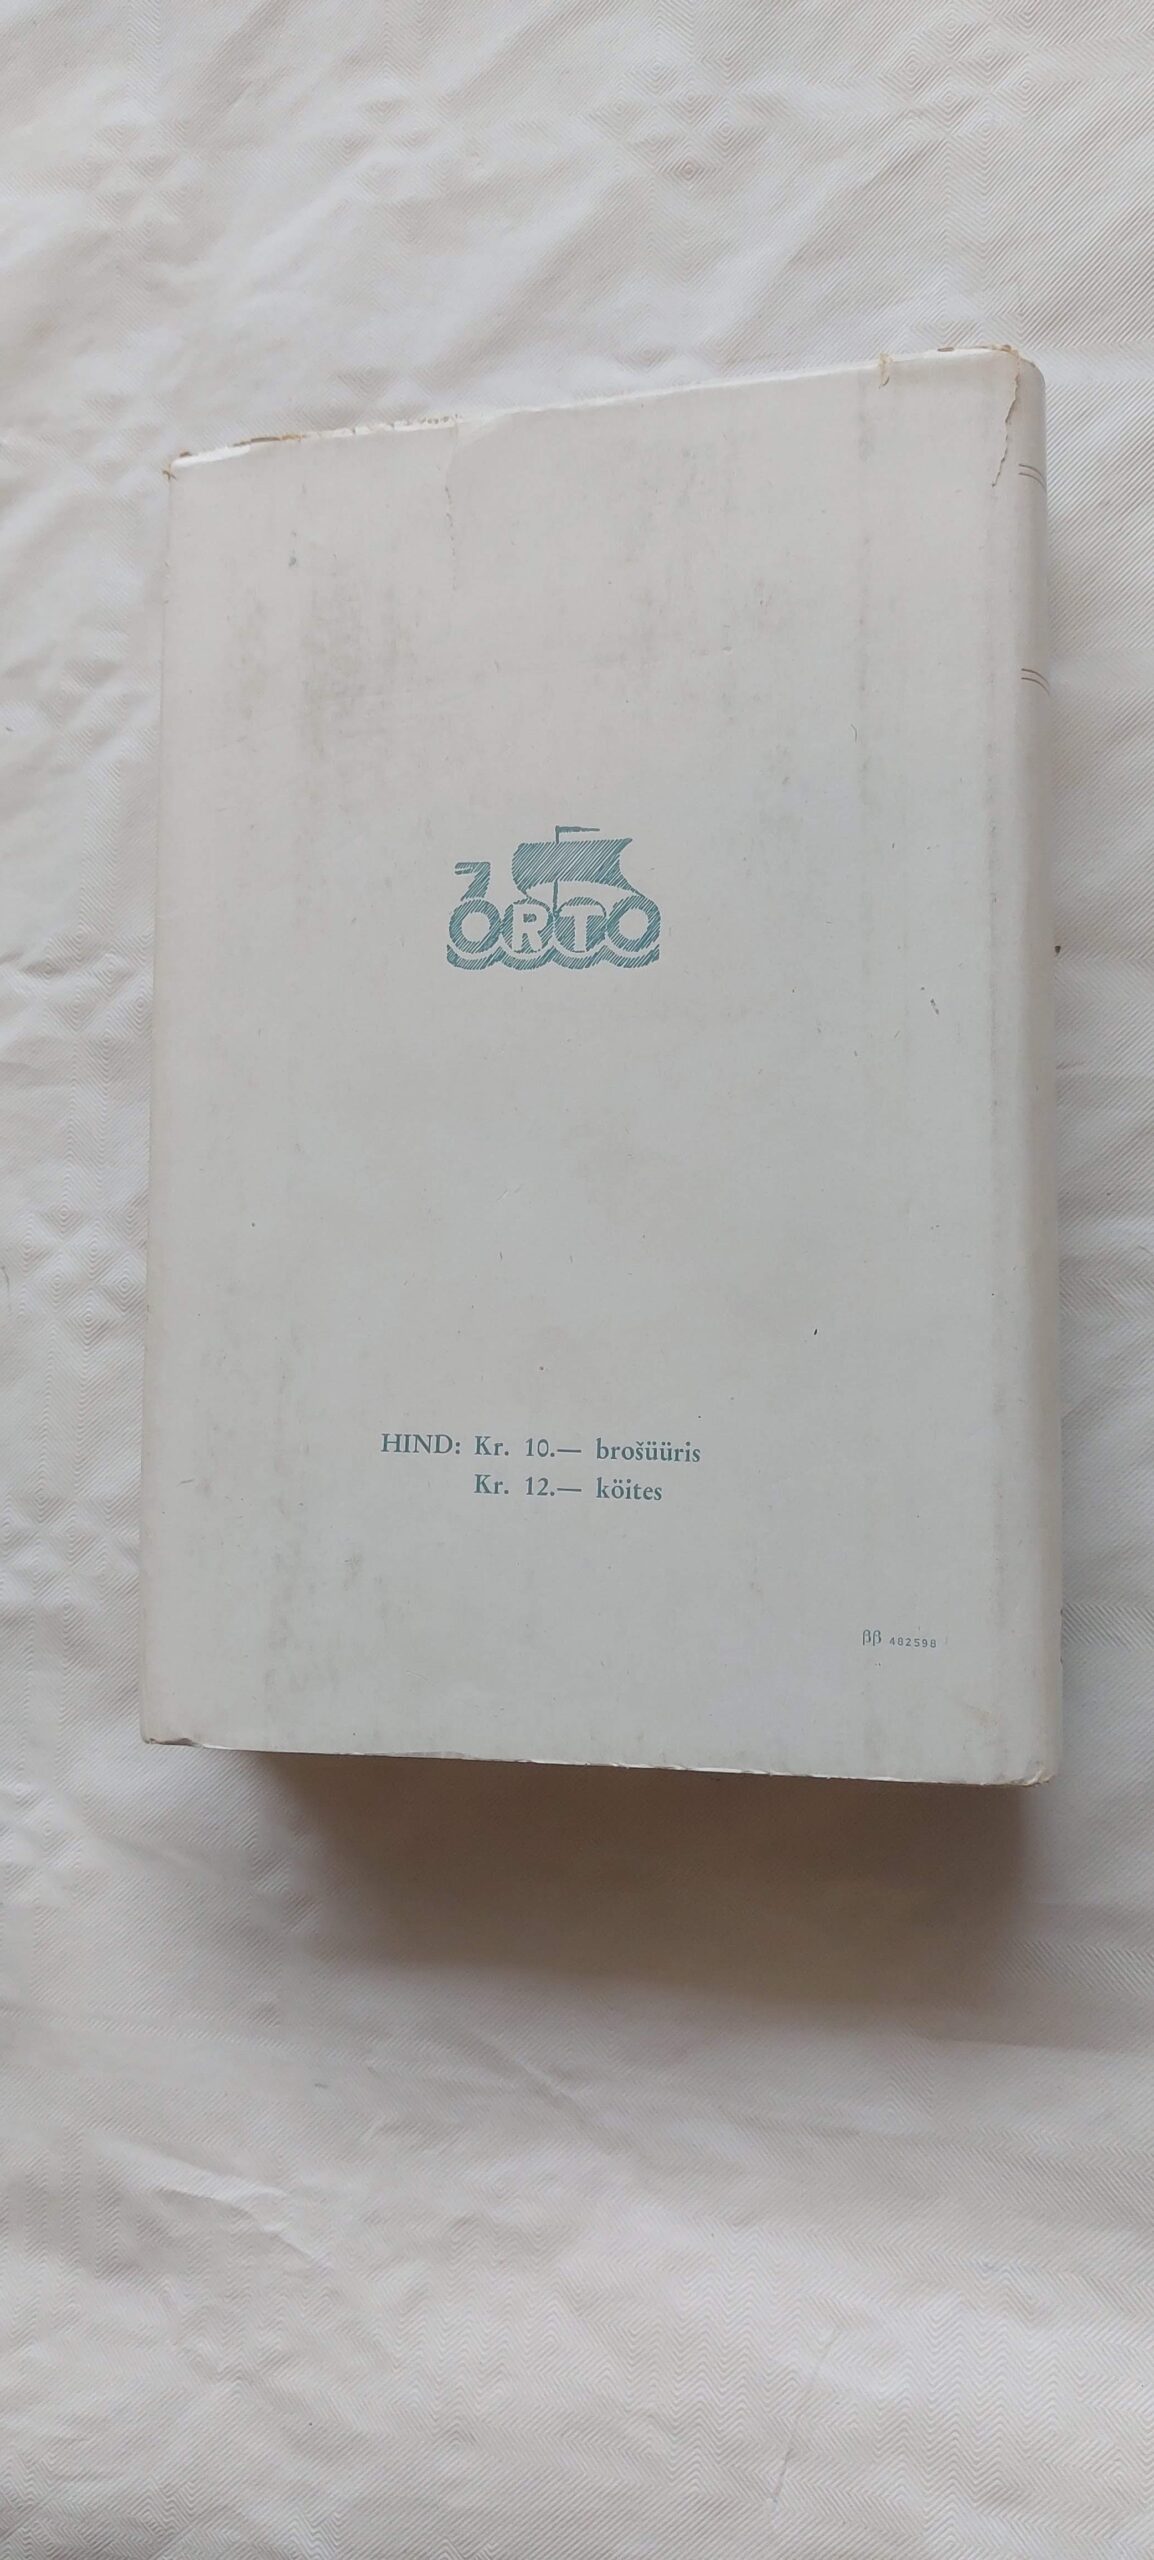 ORTO
HIND: Kr. 10.— brošüüris
Kr. 12.— köites
ββ 482598